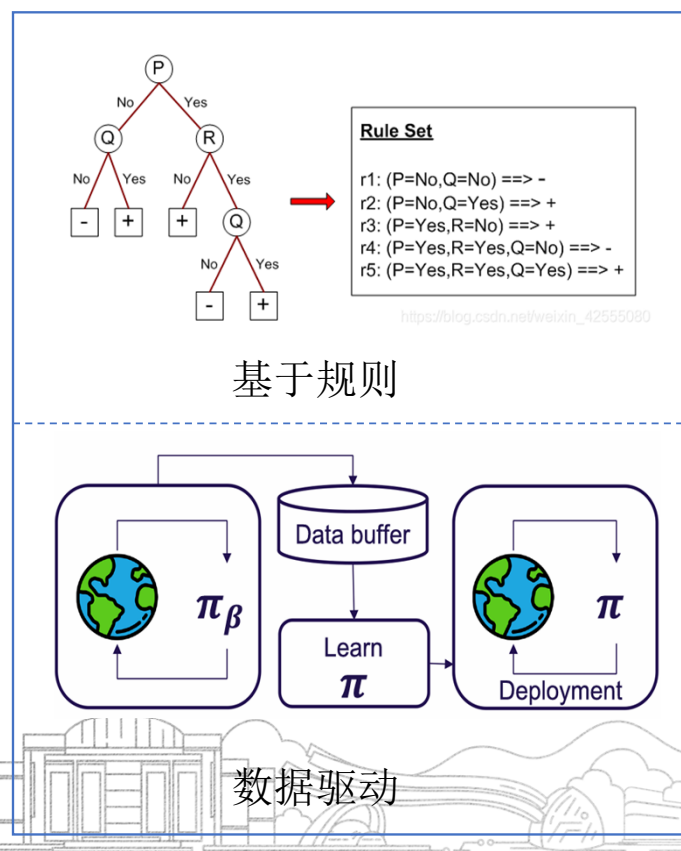 P
No Yes
Q R
No Yes No Yes
- + + Q
No Yes
- +
Rule Set
r1: (P=No,Q=No) ==> -
r2: (P=No,Q=Yes) ==> +
r3: (P=Yes,R=No) ==> +
r4: (P=Yes,R=Yes,Q=No) ==> -
r5: (P=Yes,R=Yes,Q=Yes) ==> +
https://blog.csdn.net/weixin_42555080
基于规则
Data buffer
πβ
Learn
π
π
Deployment
数据驱动